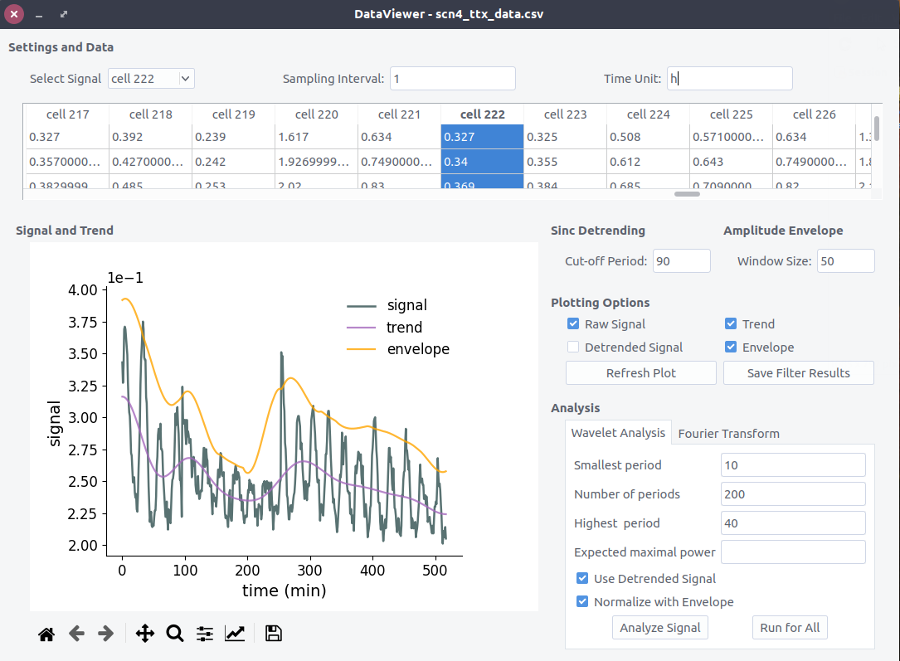 DataViewer - scn4_ttx_data.csv
Settings and Data
Select Signal cell 222 Sampling Interval: 1 Time Unit: h
cell 217 cell 218 cell 219 cell 220 cell 221 cell 222 cell 223 cell 224 cell 225 cell 226
0.327 0.392 0.239 1.617 0.634 0.327 0.325 0.508 0.5710000... 0.634
0.3570000... 0.4270000... 0.242 1.9269999... 0.7490000... 0.34 0.355 0.612 0.643 0.7490000...
0.3829999 0.485 0.253 2.02 0.83 0.369 0.384 0.685 0.7090000 0.82
Signal and Trend
1e−1
4.00
3.75
3.50
3.25
3.00
2.75
2.50
2.25
2.00
signal
signal
trend
envelope
0 100 200 300 400 500
time (min)
Sinc Detrending Amplitude Envelope
Cut-off Period: 90 Window Size: 50
Plotting Options
Raw Signal Trend
Detrended Signal Envelope
Refresh Plot Save Filter Results
Analysis
Wavelet Analysis Fourier Transform
Smallest period 10
Number of periods 200
Highest period 40
Expected maximal power
Use Detrended Signal
Normalize with Envelope
Analyze Signal Run for All